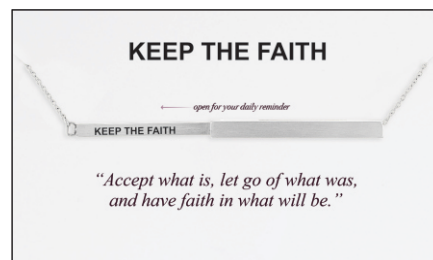 KEEP THE FAITH
open for your daily reminder
KEEP THE FAITH
“Accept what is, let go of what was,
and have faith in what will be.”